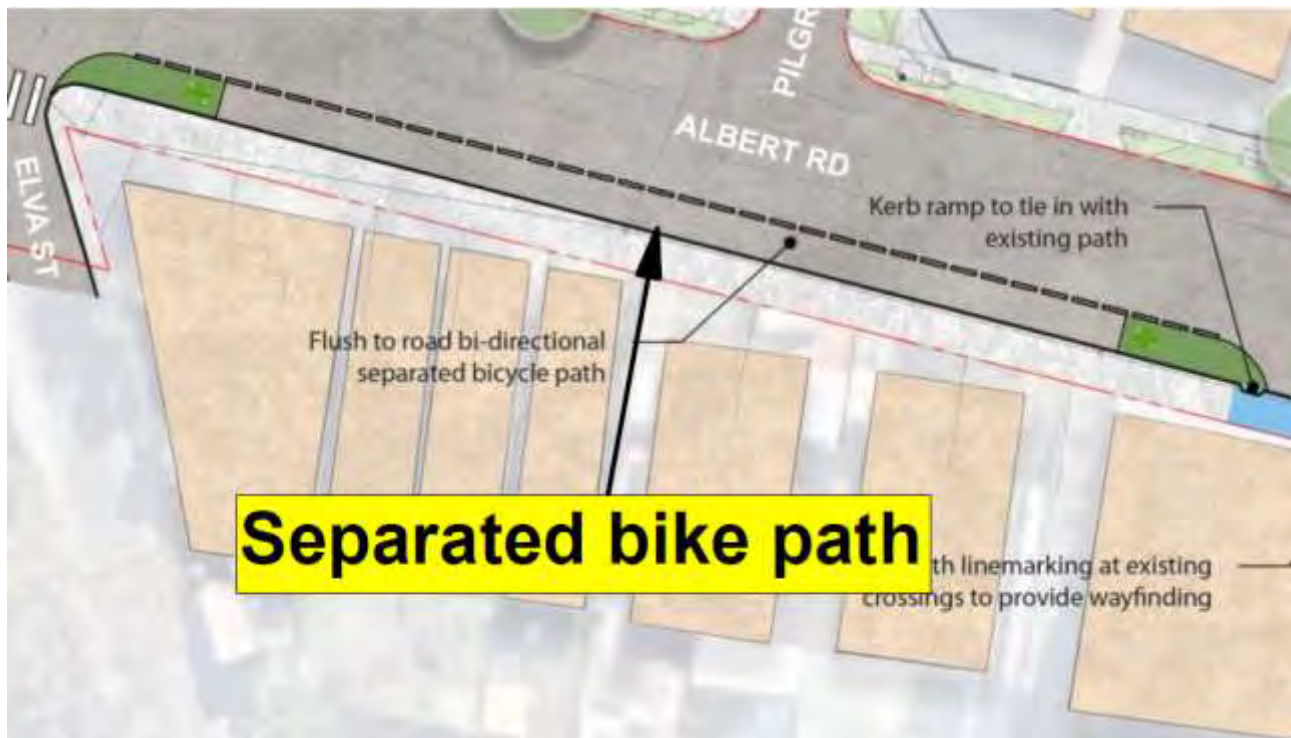 PILGR
ALBERT RD
ELVA ST
Kerb ramp to tie in with
existing path
Flush to road bi-directional
separated bicycle path
Separated bike path
th linemarking at existing
crossings to provide wayfinding